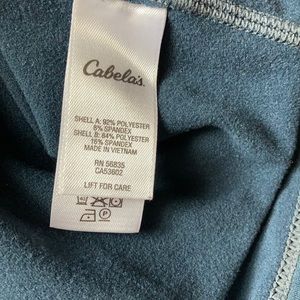 Cabela's
SHELL A: 92% POLYESTER
8% SPANDEX
SHELL B: 84% POLYESTER
16% SPANDEX
MADE IN VIETNAM
RN 56835
CA53602
LIFT FOR CARE